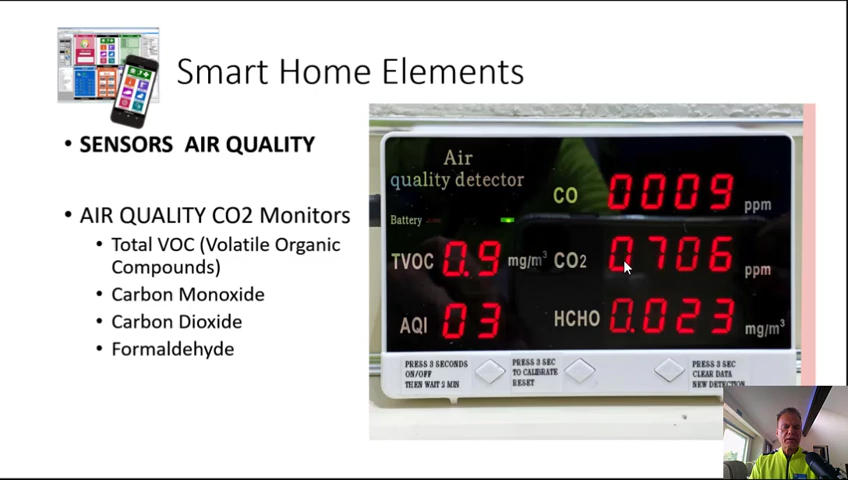 Smart Home Elements
• SENSORS AIR QUALITY
• AIR QUALITY CO2 Monitors
• Total VOC (Volatile Organic
Compounds)
• Carbon Monoxide
• Carbon Dioxide
• Formaldehyde
Air
quality detector
Battery
CO 0009 ppm
TVOC 0.9 mg/m³
CO2 0706 ppm
AQI 03
HCHO 0.023 mg/m³
PRESS 3 SECONDS
ON/OFF
THEN WAIT 2 MIN
PRESS 3 SEC
TO CALIBRATE
RESET
PRESS 3 SEC
CLEAR DATA
NEW DETECTION